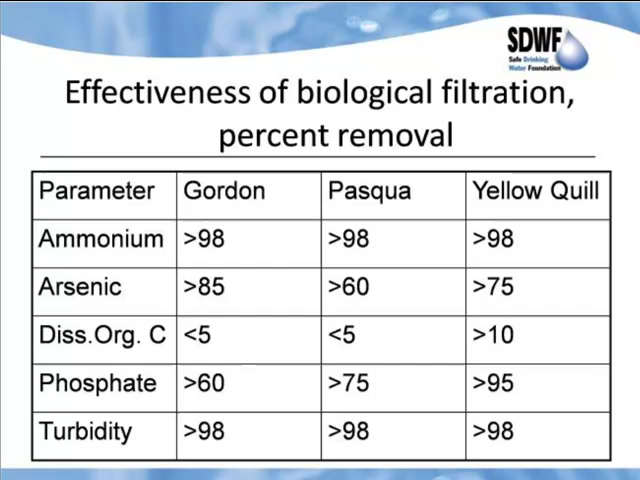 SDWF
Safe Drinking
Water Foundation
Effectiveness of biological filtration,
percent removal
Parameter Gordon Pasqua Yellow Quill
Ammonium >98 >98 >98
Arsenic >85 >60 >75
Diss.Org. C <5 <5 >10
Phosphate >60 >75 >95
Turbidity >98 >98 >98